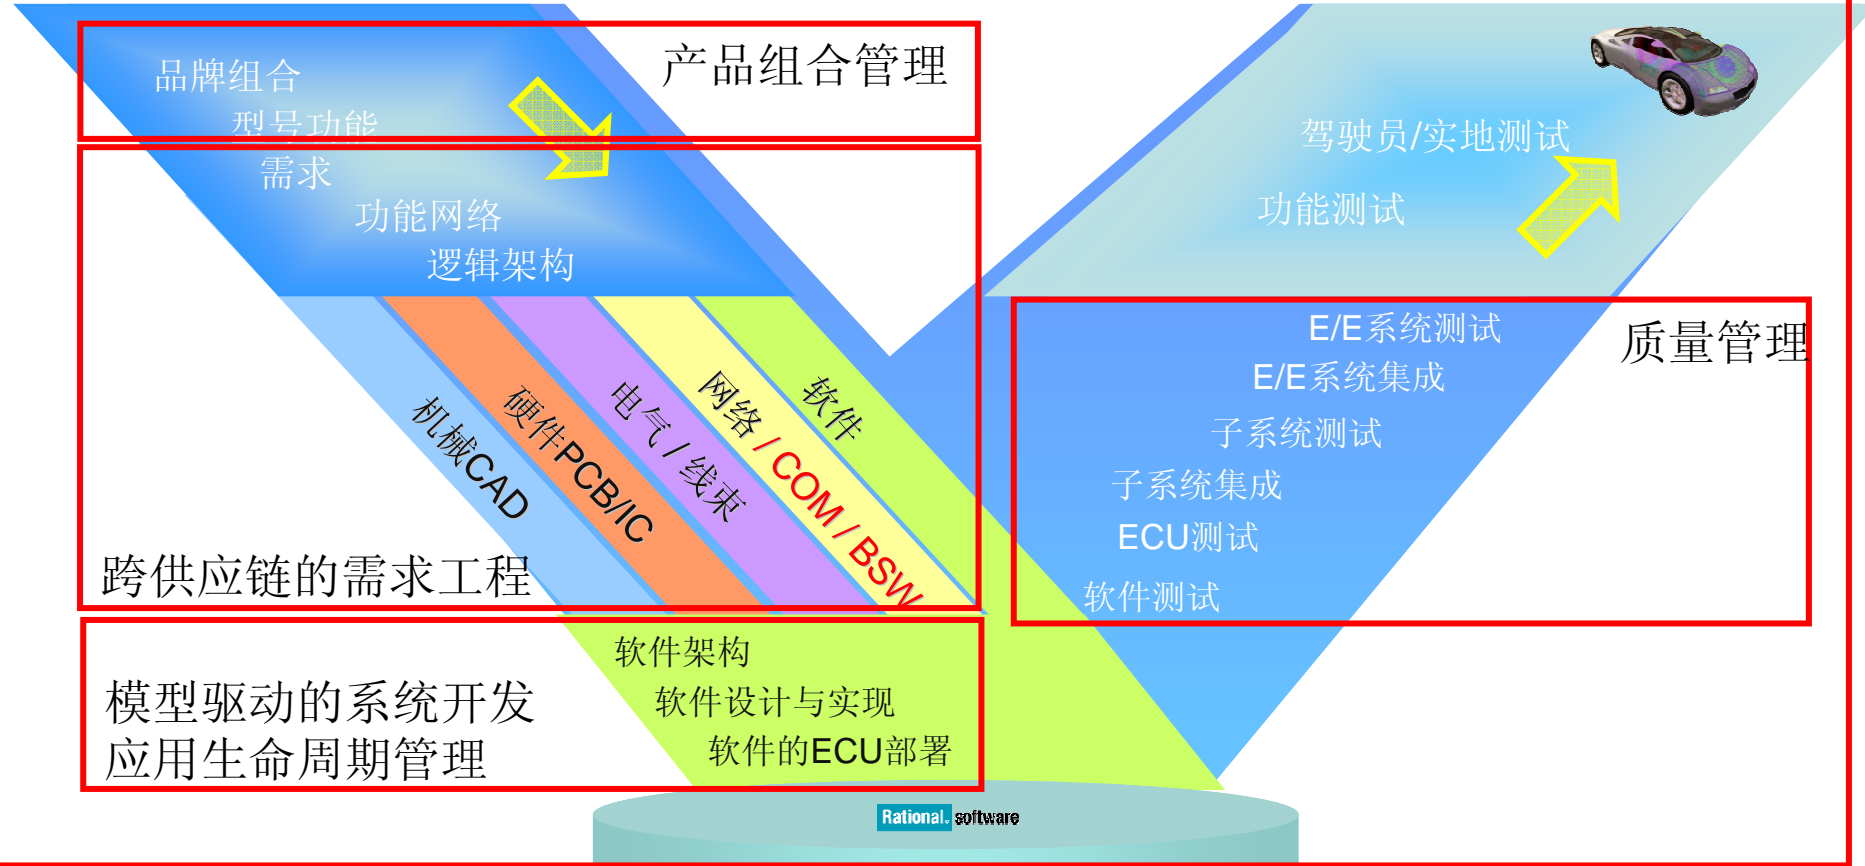 产品组合管理
品牌组合
型号功能
需求
功能网络
逻辑架构
机械CAD
硬件PCB/IC
电气 / 线束
网络 / COM / BSW
软件
跨供应链的需求工程
软件架构
软件设计与实现
软件的ECU部署
模型驱动的系统开发
应用生命周期管理
驾驶员/实地测试
功能测试
E/E系统测试
质量管理
E/E系统集成
子系统测试
子系统集成
ECU测试
软件测试
Rational. software